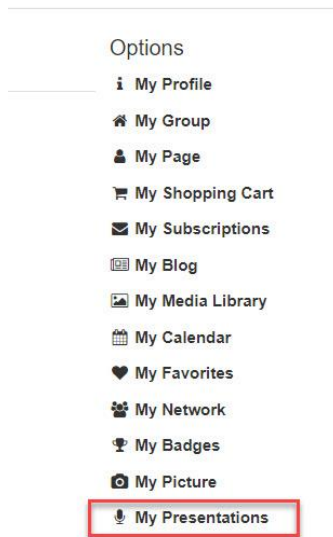 Options
My Profile
My Group
My Page
My Shopping Cart
My Subscriptions
My Blog
My Media Library
My Calendar
My Favorites
My Network
My Badges
My Picture
My Presentations